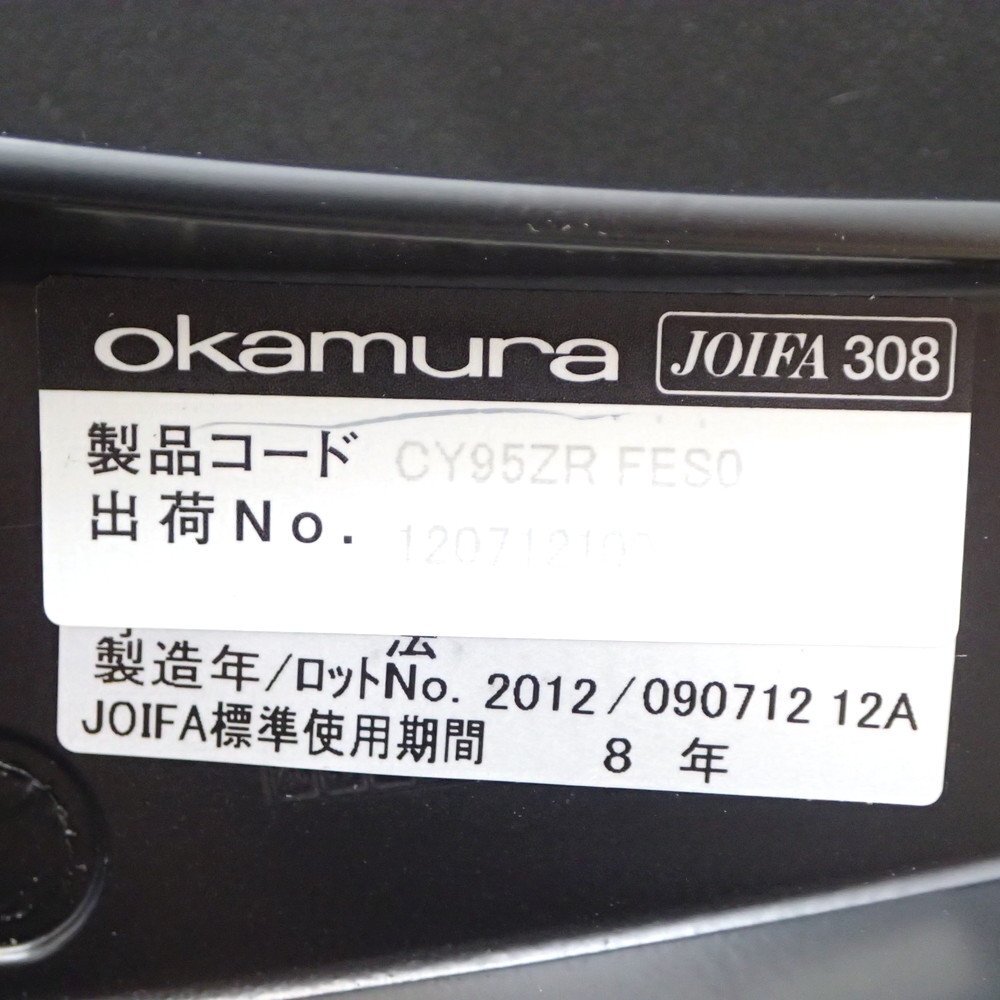 okamura JOIFA 308
製品コード CY95ZR FES0
出荷No.
法
製造年/ロットNo. 2012/090712 12A
JOIFA標準使用期間 8年